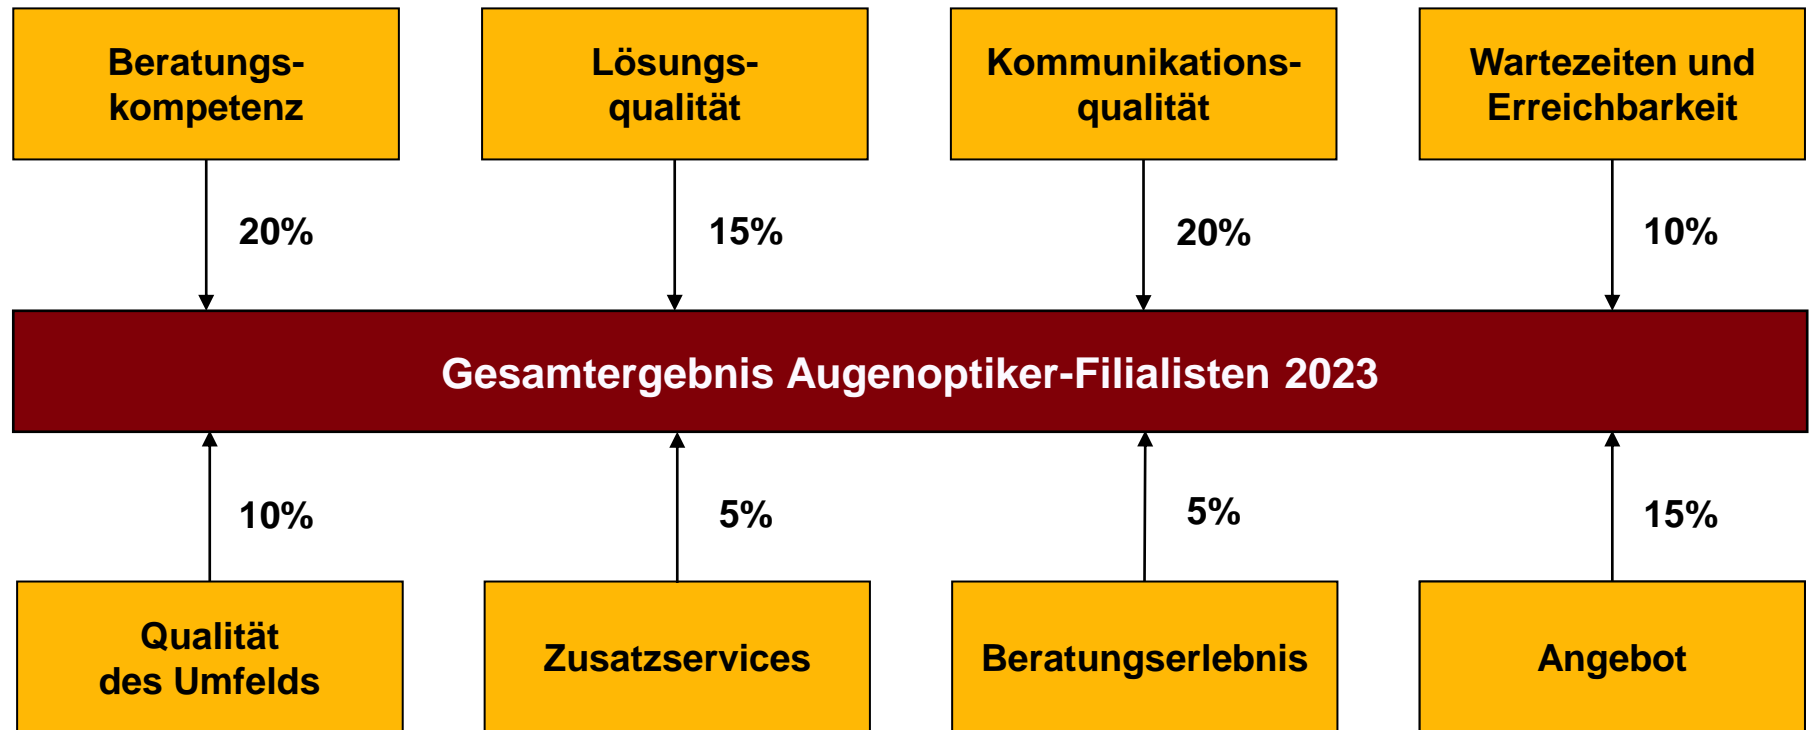 Beratungs-
kompetenz
Lösungs-
qualität
Kommunikations-
qualität
Wartezeiten und
Erreichbarkeit
20%
15%
20%
10%
Gesamtergebnis Augenoptiker-Filialisten 2023
10%
5%
5%
15%
Qualität
des Umfelds
Zusatzservices
Beratungserlebnis
Angebot